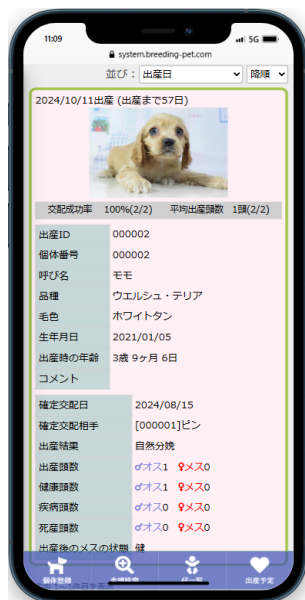 11:09
5G
system.breeding-pet.com
並び： 出産日 降順
2024/10/11出産 (出産まで57日)
交配成功率 100%(2/2) 平均出産頭数 1頭(2/2)
出産ID 000002
個体番号 000002
呼び名 モモ
品種 ウエルシュ・テリア
毛色 ホワイトタン
生年月日 2021/01/05
出産時の年齢 3歳 9ヶ月 6日
コメント
確定交配日 2024/08/15
確定交配相手 [000001]ピン
出産結果 自然分娩
出産頭数 ♂オス1 ♀メス0
健康頭数 ♂オス1 ♀メス0
疾病頭数 ♂オス0 ♀メス0
死産頭数 ♂オス0 ♀メス0
出産後のメスの状態 健
個体登録 出産予定